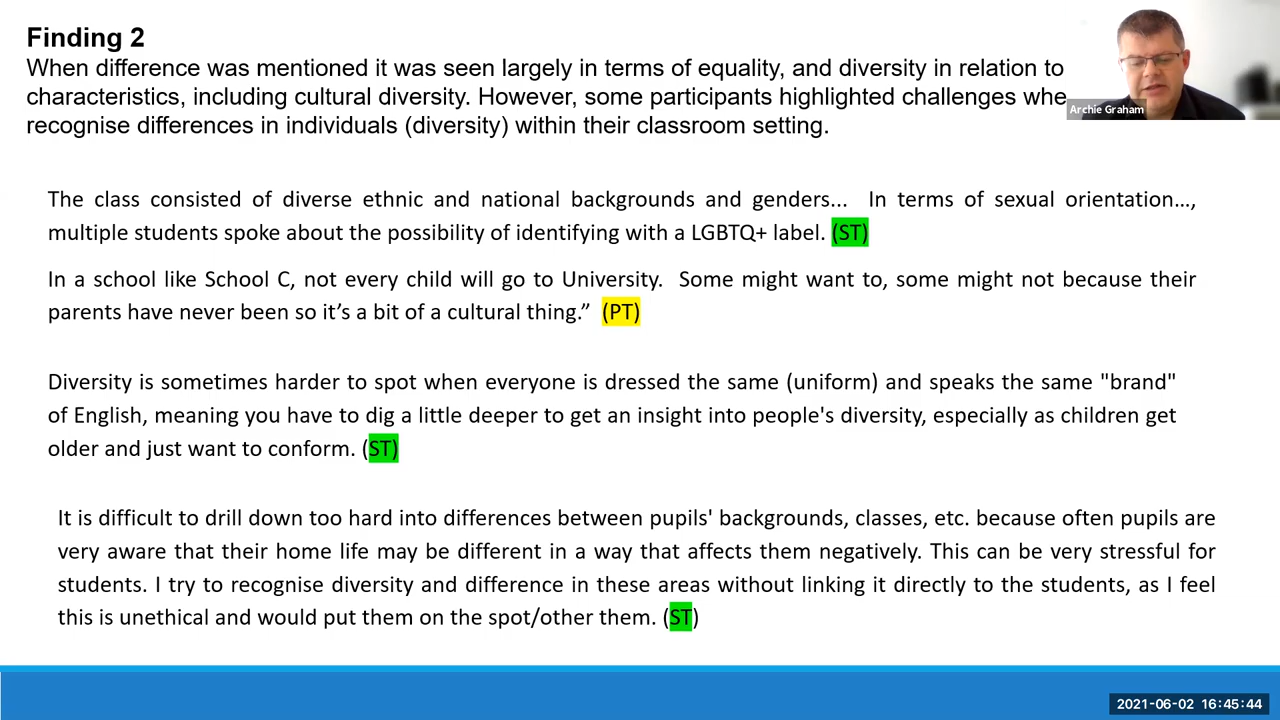 Finding 2
When difference was mentioned it was seen largely in terms of equality, and diversity in relation to
characteristics, including cultural diversity. However, some participants highlighted challenges whe
recognise differences in individuals (diversity) within their classroom setting.
Archie Graham
The class consisted of diverse ethnic and national backgrounds and genders... In terms of sexual orientation…,
multiple students spoke about the possibility of identifying with a LGBTQ+ label. (ST)
In a school like School C, not every child will go to University. Some might want to, some might not because their
parents have never been so it’s a bit of a cultural thing.” (PT)
Diversity is sometimes harder to spot when everyone is dressed the same (uniform) and speaks the same "brand"
of English, meaning you have to dig a little deeper to get an insight into people's diversity, especially as children get
older and just want to conform. (ST)
It is difficult to drill down too hard into differences between pupils' backgrounds, classes, etc. because often pupils are
very aware that their home life may be different in a way that affects them negatively. This can be very stressful for
students. I try to recognise diversity and difference in these areas without linking it directly to the students, as I feel
this is unethical and would put them on the spot/other them. (ST)
2021-06-02 16:45:44